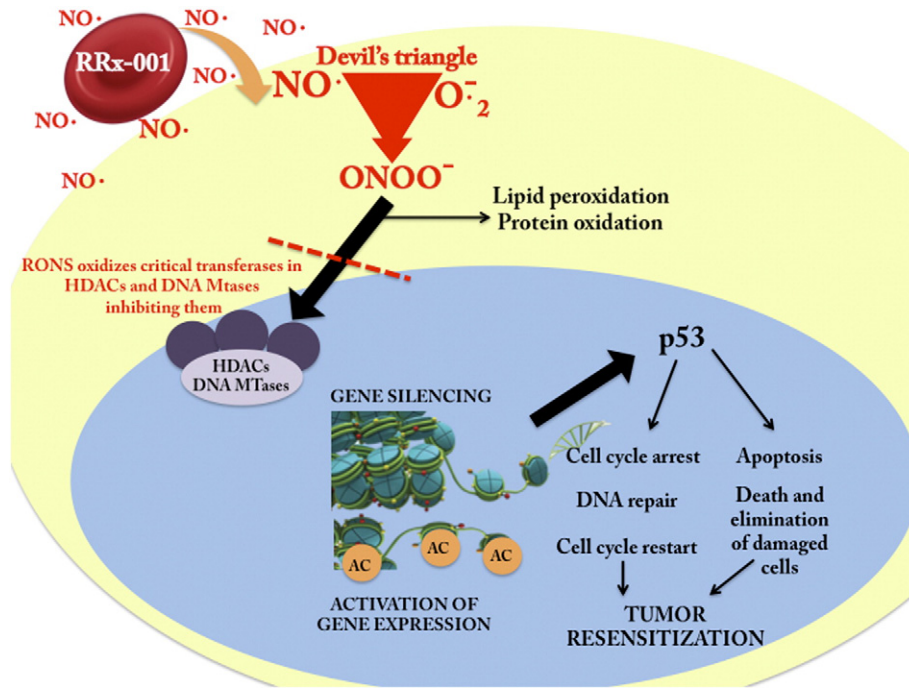 NO·
NO·
NO·
RRx-001
NO·
NO·
NO·
NO·
Devil's triangle
NO·
O·̄₂
ONOO⁻
Lipid peroxidation
Protein oxidation
RONS oxidizes critical transferases in
HDACs and DNA Mtases
inhibiting them
HDACs
DNA MTases
GENE SILENCING
AC
AC
AC
ACTIVATION OF
GENE EXPRESSION
p53
Cell cycle arrest
DNA repair
Cell cycle restart
Apoptosis
Death and
elimination
of damaged
cells
TUMOR
RESENSITIZATION